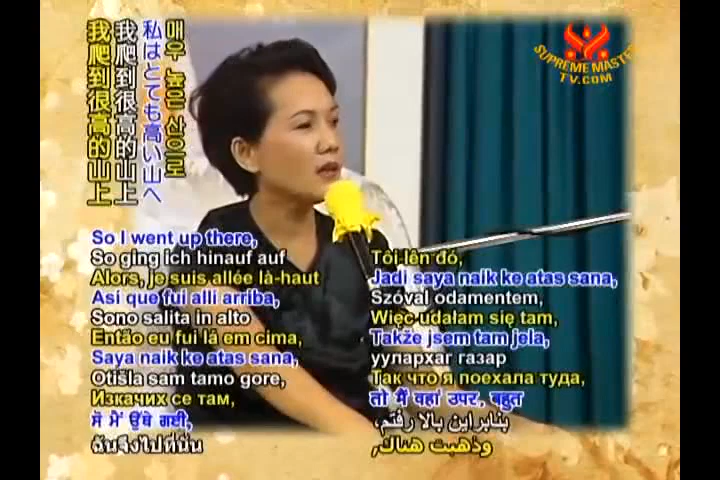 SUPREME MASTER
TV.COM
매우 높은 산으로
私はとても高い山へ
我爬到很高的山上
我爬到很高的山上
So I went up there,
So ging ich hinauf auf
Alors, je suis allée là-haut
Así que fui allí arriba,
Sono salita in alto
Então eu fui lá em cima,
Saya naik ke atas sana,
Otišla sam tamo gore,
Изкачих се там,
ਸੋ ਮੈਂ ਉੱਥੇ ਗਈ,
ฉันจึงไปที่นั่น
Tôi lên đó,
Jadi saya naik ke atas sana,
Szóval odamentem,
Więc udałam się tam,
Takže jsem tam jela,
уулархаг газар
Так что я поехала туда,
तो मैं वहां उपर, बहुत
بنابراین بالا رفتم،
وذهبت هناك,